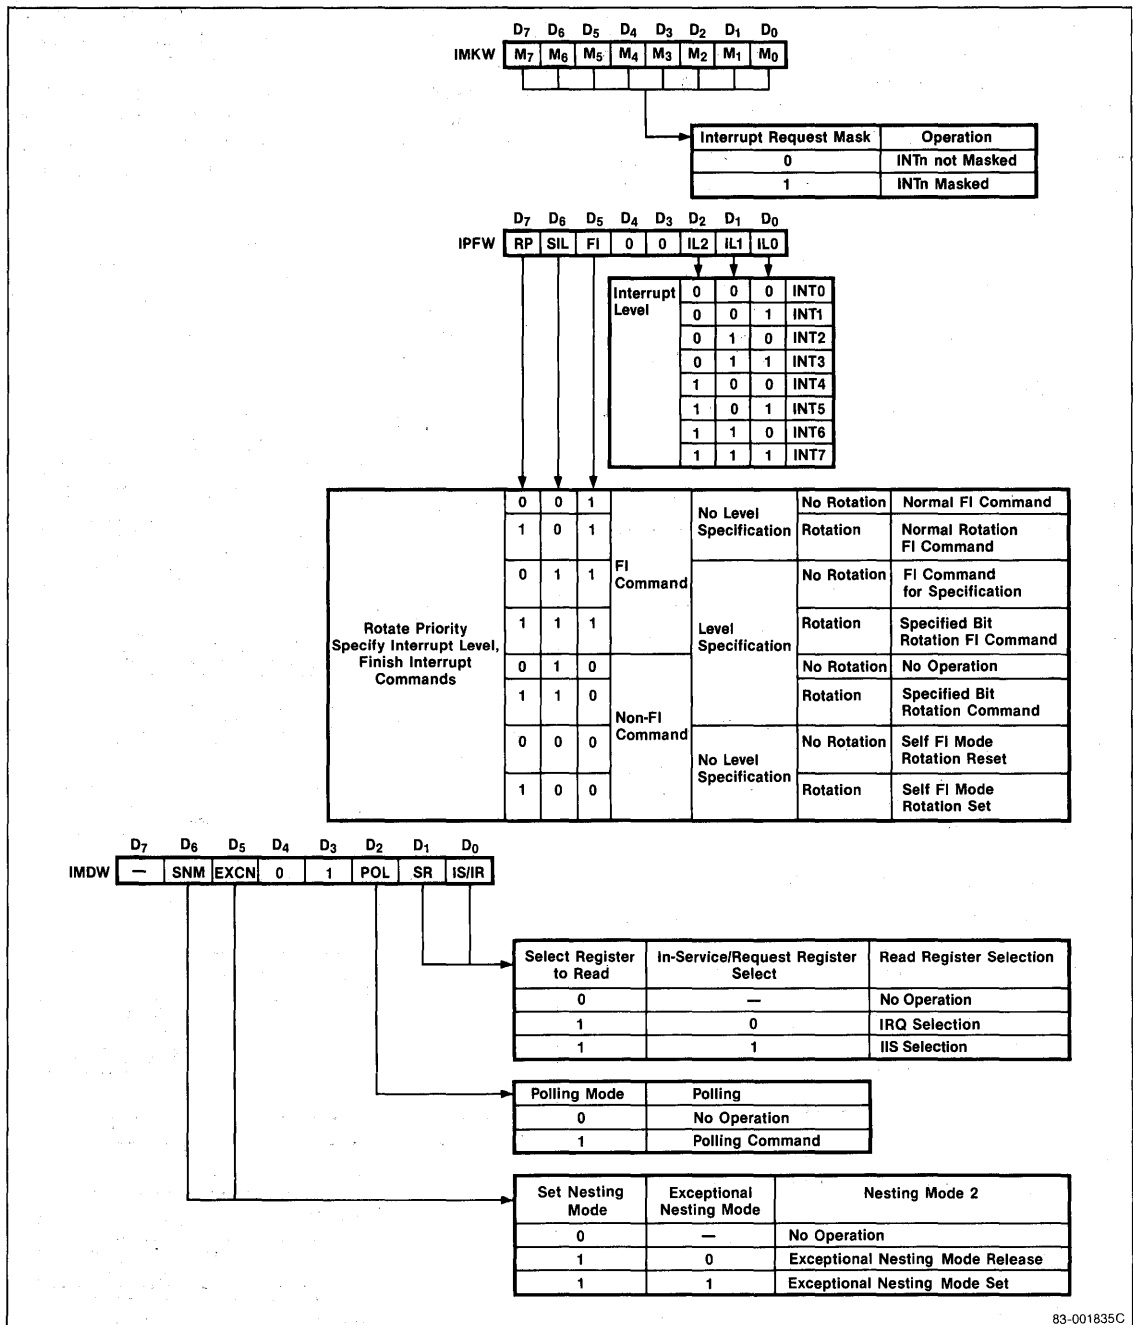 D7 D6 D5 D4 D3 D2 D1 D0
IMKW M7 M6 M5 M4 M3 M2 M1 M0
Interrupt Request Mask Operation
0 INTn not Masked
1 INTn Masked
D7 D6 D5 D4 D3 D2 D1 D0
IPFW RP SIL FI 0 0 IL2 IL1 IL0
Interrupt Level
0 0 0 INT0
0 0 1 INT1
0 1 0 INT2
0 1 1 INT3
1 0 0 INT4
1 0 1 INT5
1 1 0 INT6
1 1 1 INT7
Rotate Priority
Specify Interrupt Level,
Finish Interrupt
Commands
0 0 1 FI Command No Level Specification No Rotation Normal FI Command
1 0 1 Rotation Normal Rotation
FI Command
0 1 1 Level Specification No Rotation FI Command
for Specification
1 1 1 Rotation Specified Bit
Rotation FI Command
0 1 0 Non-FI Command No Rotation No Operation
1 1 0 Rotation Specified Bit
Rotation Command
0 0 0 No Level Specification No Rotation Self FI Mode
Rotation Reset
1 0 0 Rotation Self FI Mode
Rotation Set
D7 D6 D5 D4 D3 D2 D1 D0
IMDW — SNM EXCN 0 1 POL SR IS/IR
Select Register to Read In-Service/Request Register Select Read Register Selection
0 — No Operation
1 0 IRQ Selection
1 1 IIS Selection
Polling Mode Polling
0 No Operation
1 Polling Command
Set Nesting Mode Exceptional Nesting Mode Nesting Mode 2
0 — No Operation
1 0 Exceptional Nesting Mode Release
1 1 Exceptional Nesting Mode Set
83-001835C